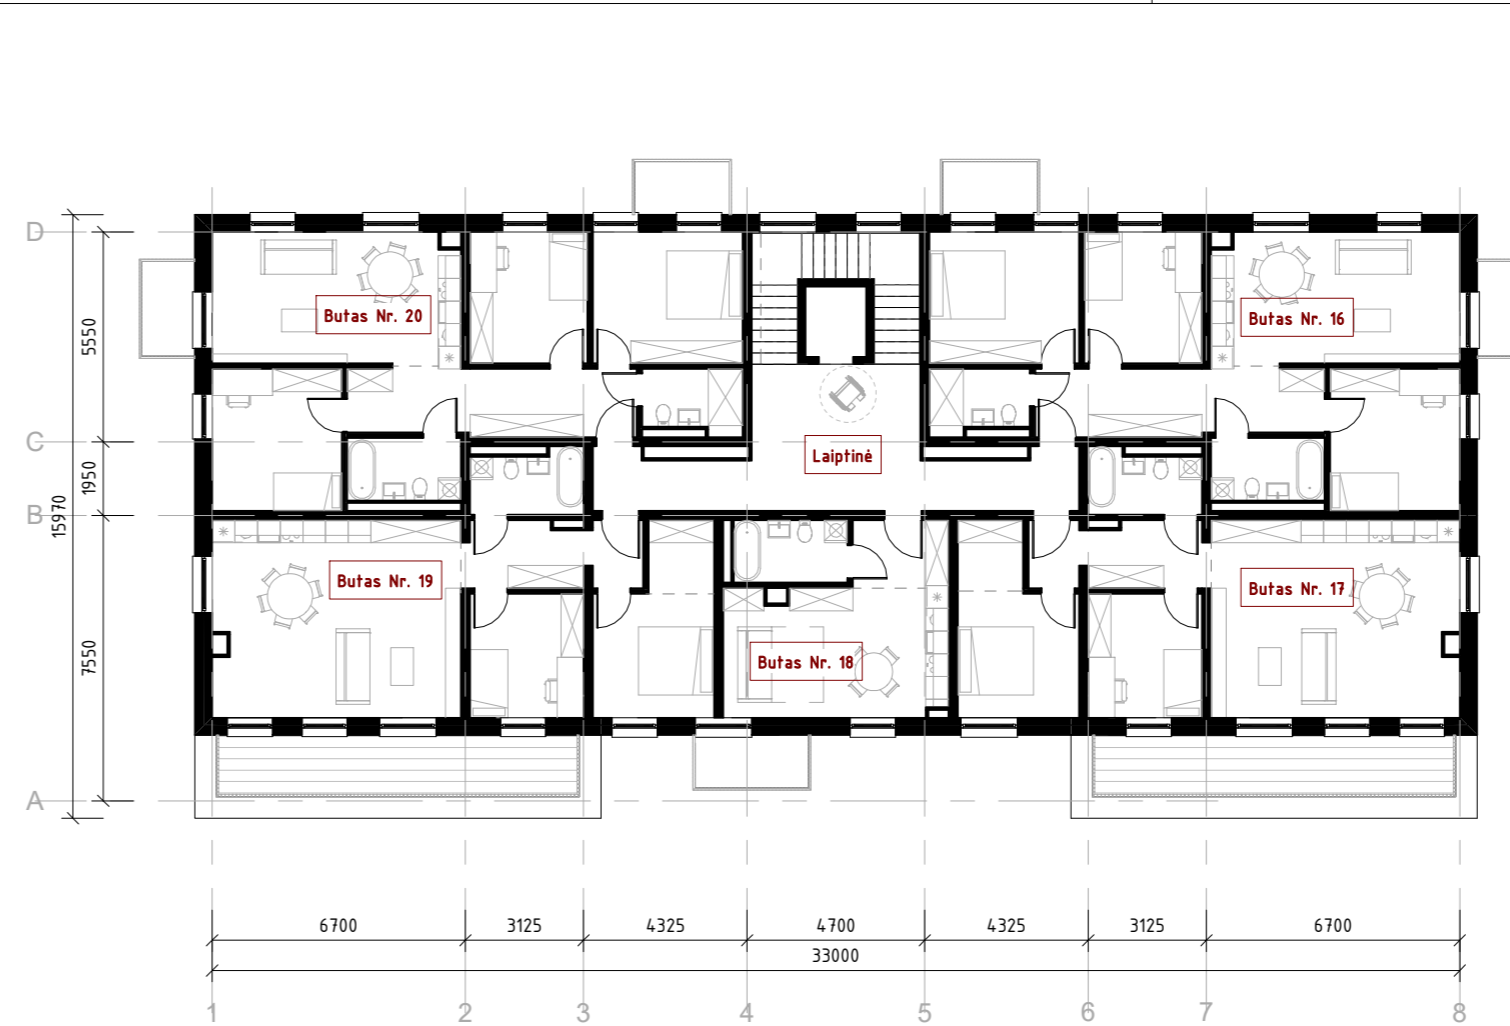 D
Butas Nr. 20
Butas Nr. 16
5550
C
Laiptinė
1950
15970
B
Butas Nr. 19
Butas Nr. 17
7550
Butas Nr. 18
A
6700 3125 4325 4700 4325 3125 6700
33000
1 2 3 4 5 6 7 8